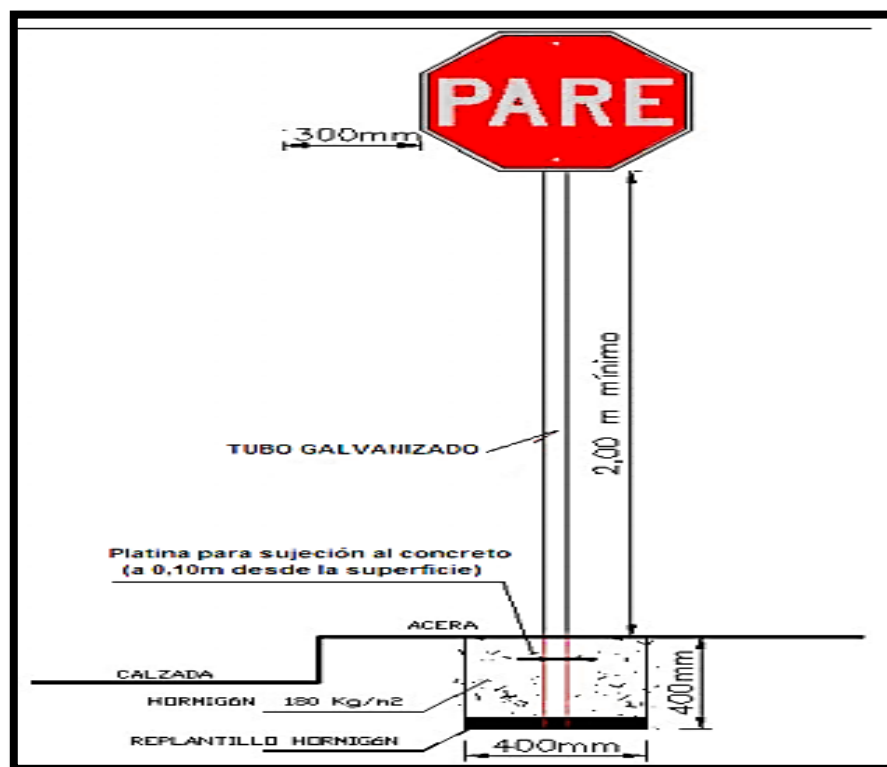 PARE
300mm
2,00 m mínimo
TUBO GALVANIZADO
Platina para sujeción al concreto
(a 0,10m desde la superficie)
ACERA
CALZADA
HORMIGóN 180 Kg/m2
400mm
REPLANTILLO HORMIGóN
400mm